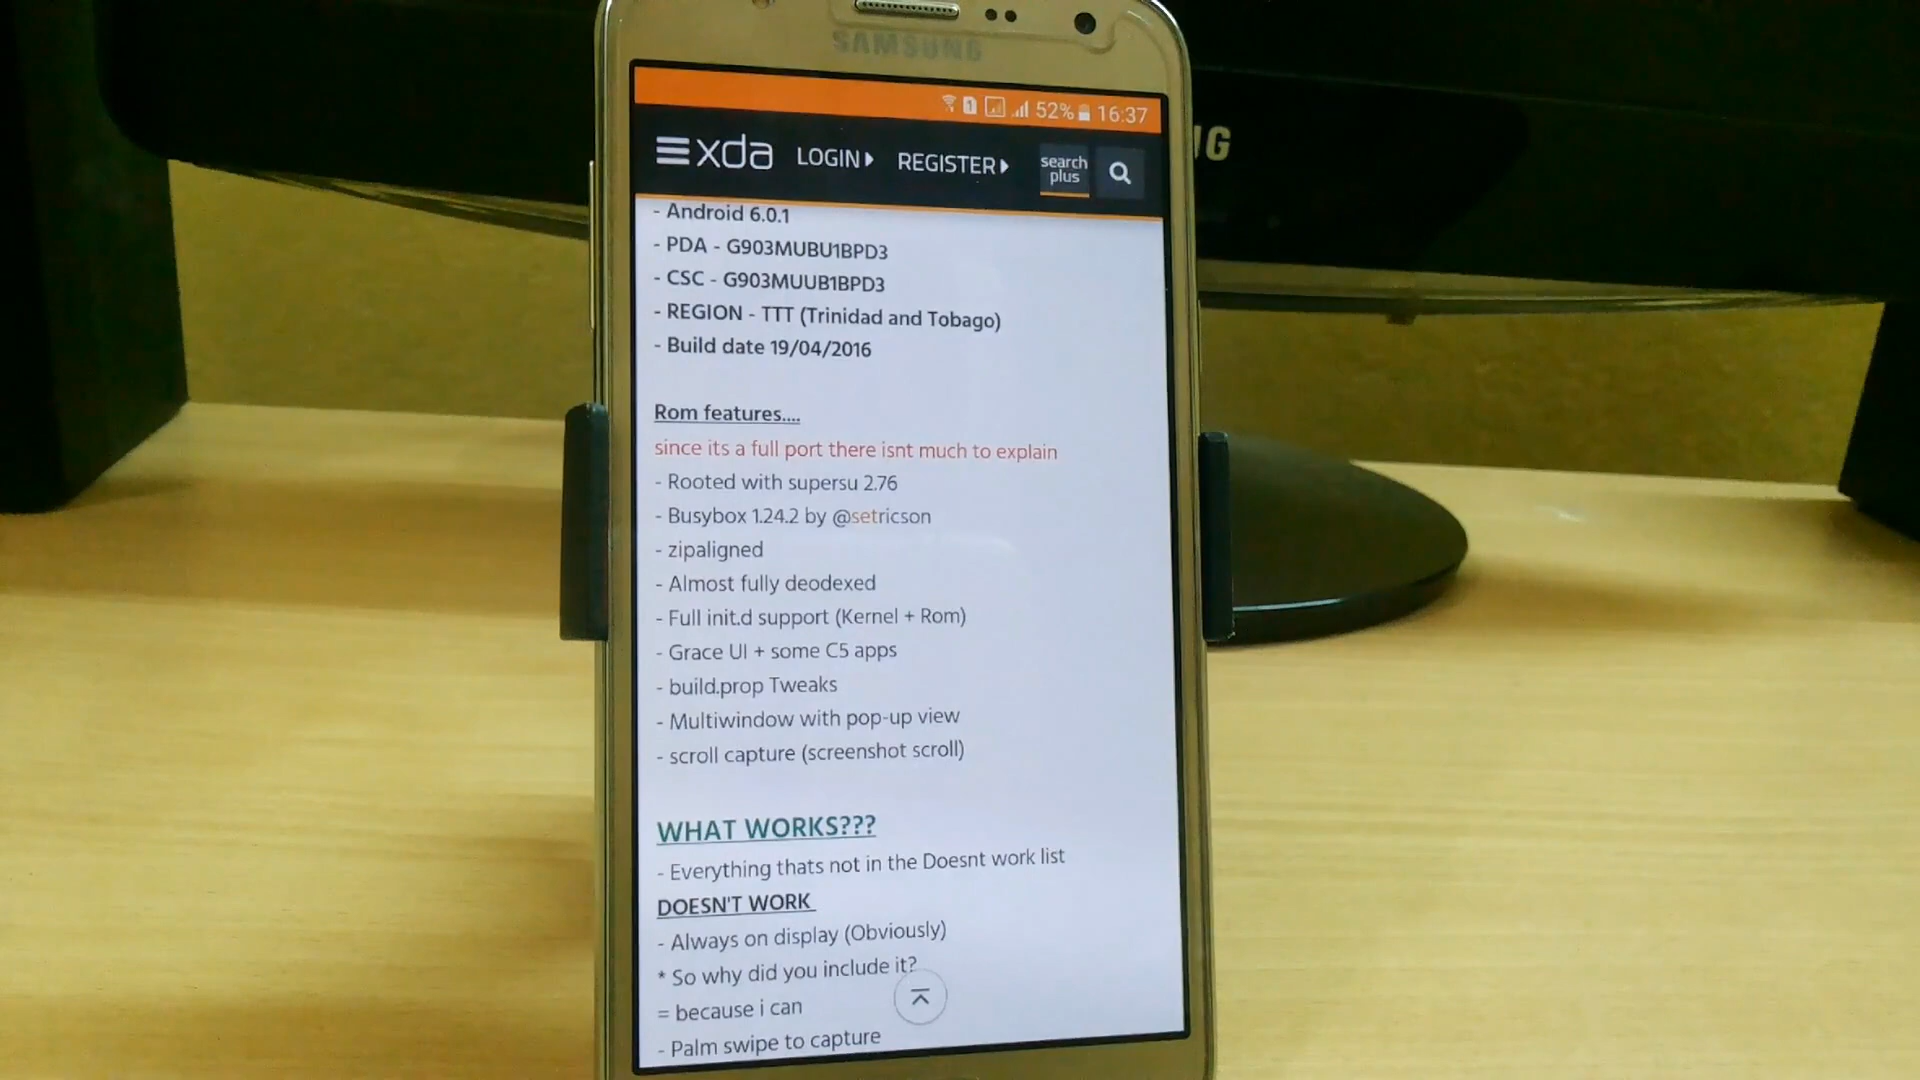 SAMSUNG
52% 16:37
xda LOGIN REGISTER search plus
- Android 6.0.1
- PDA - G903MUBU1BPD3
- CSC - G903MUUB1BPD3
- REGION - TTT (Trinidad and Tobago)
- Build date 19/04/2016
Rom features....
since its a full port there isnt much to explain
- Rooted with supersu 2.76
- Busybox 1.24.2 by @setricson
- zipaligned
- Almost fully deodexed
- Full init.d support (Kernel + Rom)
- Grace UI + some C5 apps
- build.prop Tweaks
- Multiwindow with pop-up view
- scroll capture (screenshot scroll)
WHAT WORKS???
- Everything thats not in the Doesnt work list
DOESN'T WORK
- Always on display (Obviously)
* So why did you include it?
= because i can
- Palm swipe to capture